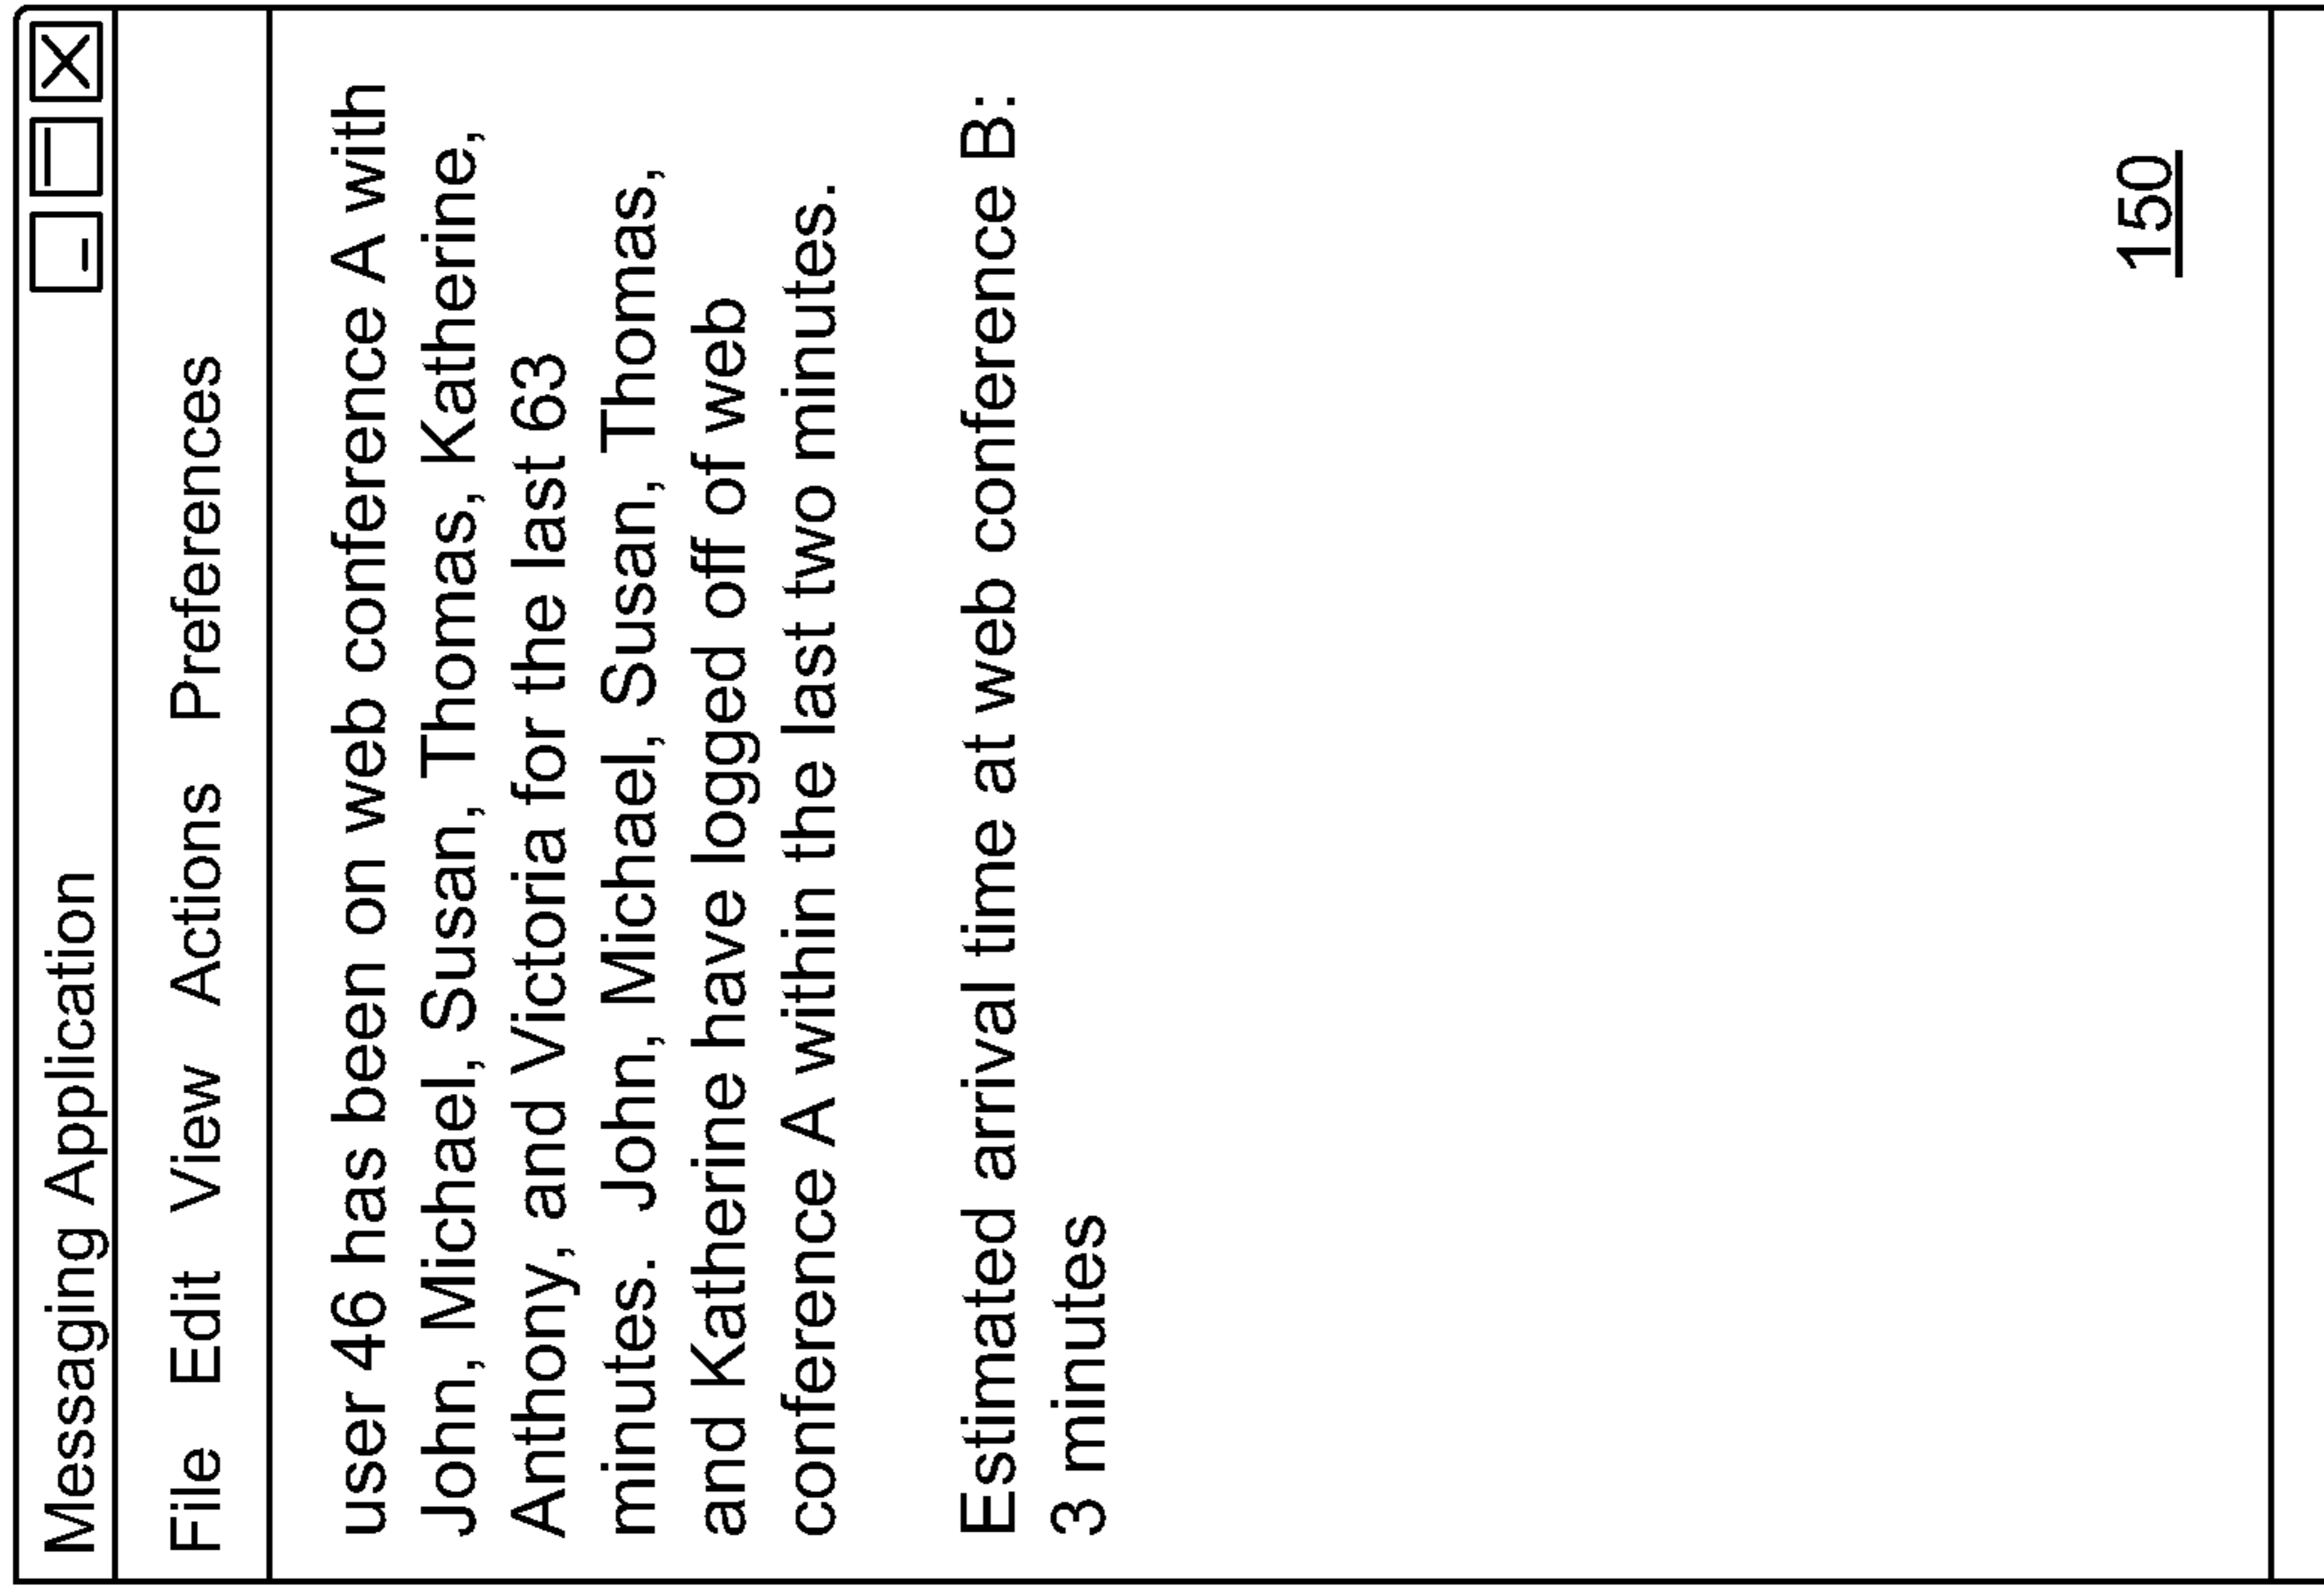 Messaging Application
File Edit View Actions Preferences
user 46 has been on web conference A with
John, Michael, Susan, Thomas, Katherine,
Anthony, and Victoria for the last 63
minutes. John, Michael, Susan, Thomas,
and Katherine have logged off of web
conference A within the last two minutes.
Estimated arrival time at web conference B:
3 minutes
150